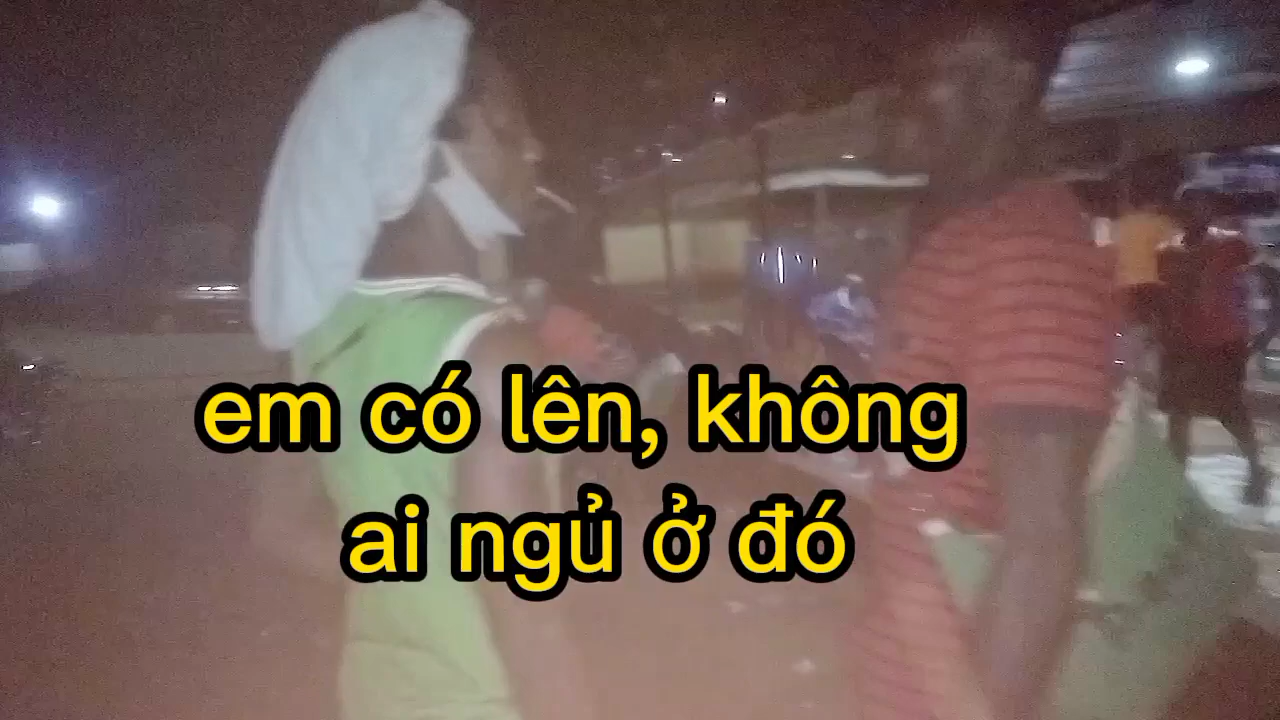 em có lên, không
ai ngủ ở đó